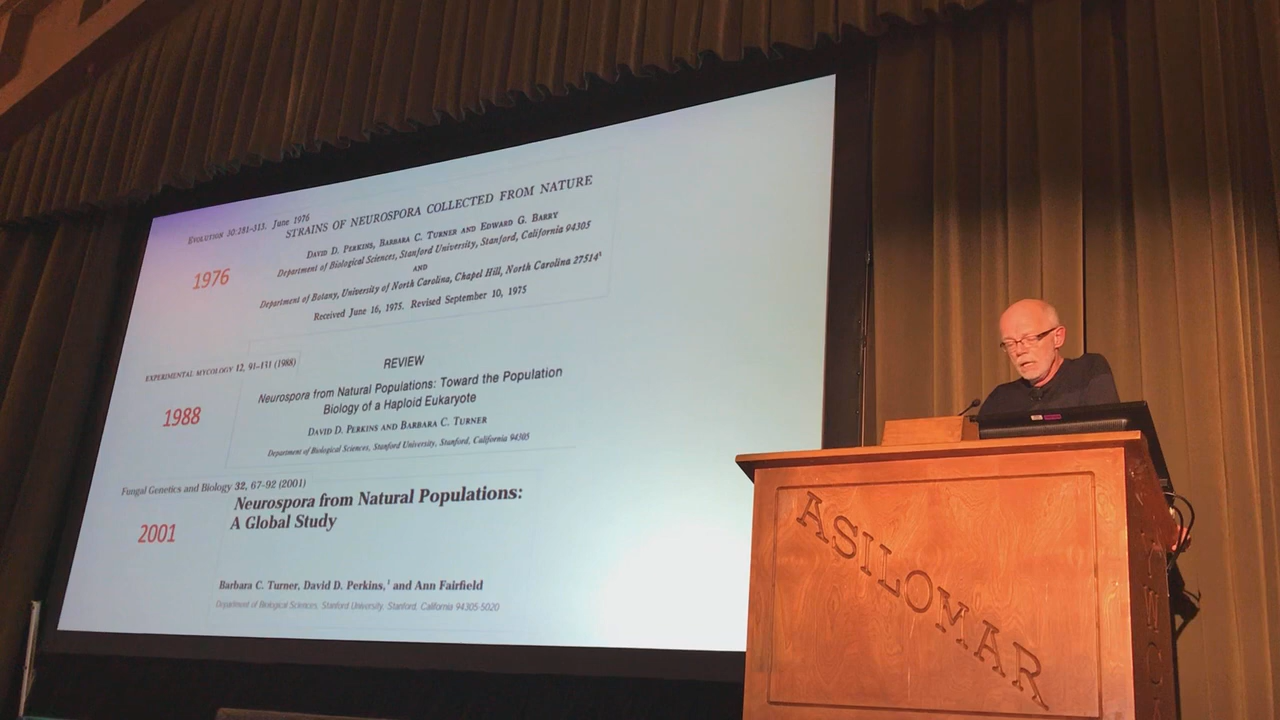 EVOLUTION 30:281-313. June 1976
STRAINS OF NEUROSPORA COLLECTED FROM NATURE
DAVID D. PERKINS, BARBARA C. TURNER AND EDWARD G. BARRY
Department of Biological Sciences, Stanford University, Stanford, California 94305
AND
Department of Botany, University of North Carolina, Chapel Hill, North Carolina 27514¹
Received June 16, 1975. Revised September 10, 1975
1976
EXPERIMENTAL MYCOLOGY 12, 91–131 (1988)
REVIEW
Neurospora from Natural Populations: Toward the Population
Biology of a Haploid Eukaryote
DAVID D. PERKINS AND BARBARA C. TURNER
Department of Biological Sciences, Stanford University, Stanford, California 94305
1988
Fungal Genetics and Biology 32, 67–92 (2001)
Neurospora from Natural Populations:
A Global Study
2001
Barbara C. Turner, David D. Perkins,¹ and Ann Fairfield
Department of Biological Sciences, Stanford University, Stanford, California 94305-5020
ASILOMAR